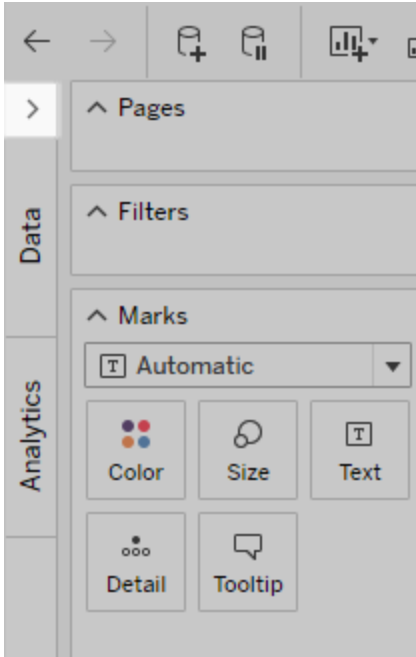 Pages
Filters
Data
Marks
Automatic
Color
Size
Text
Analytics
Detail
Tooltip